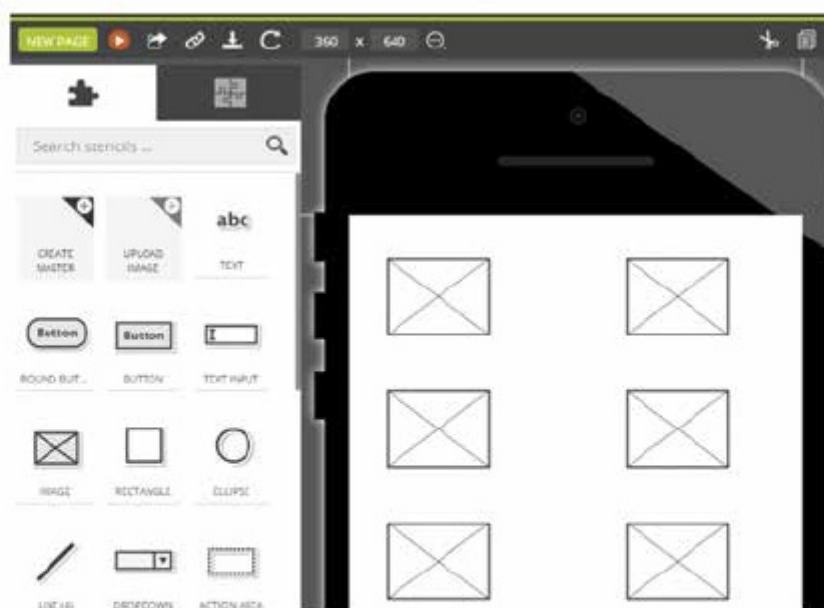 NEW PAGE 360 x 640
Search stencils ...
CREATE MASTER
UPLOAD IMAGE
abc
TEXT
Button
Button
I
ROUND BUT...
BUTTON
TEXT INPUT
IMAGE
RECTANGLE
ELLIPSE
DROPDOWN
ACTION AREA